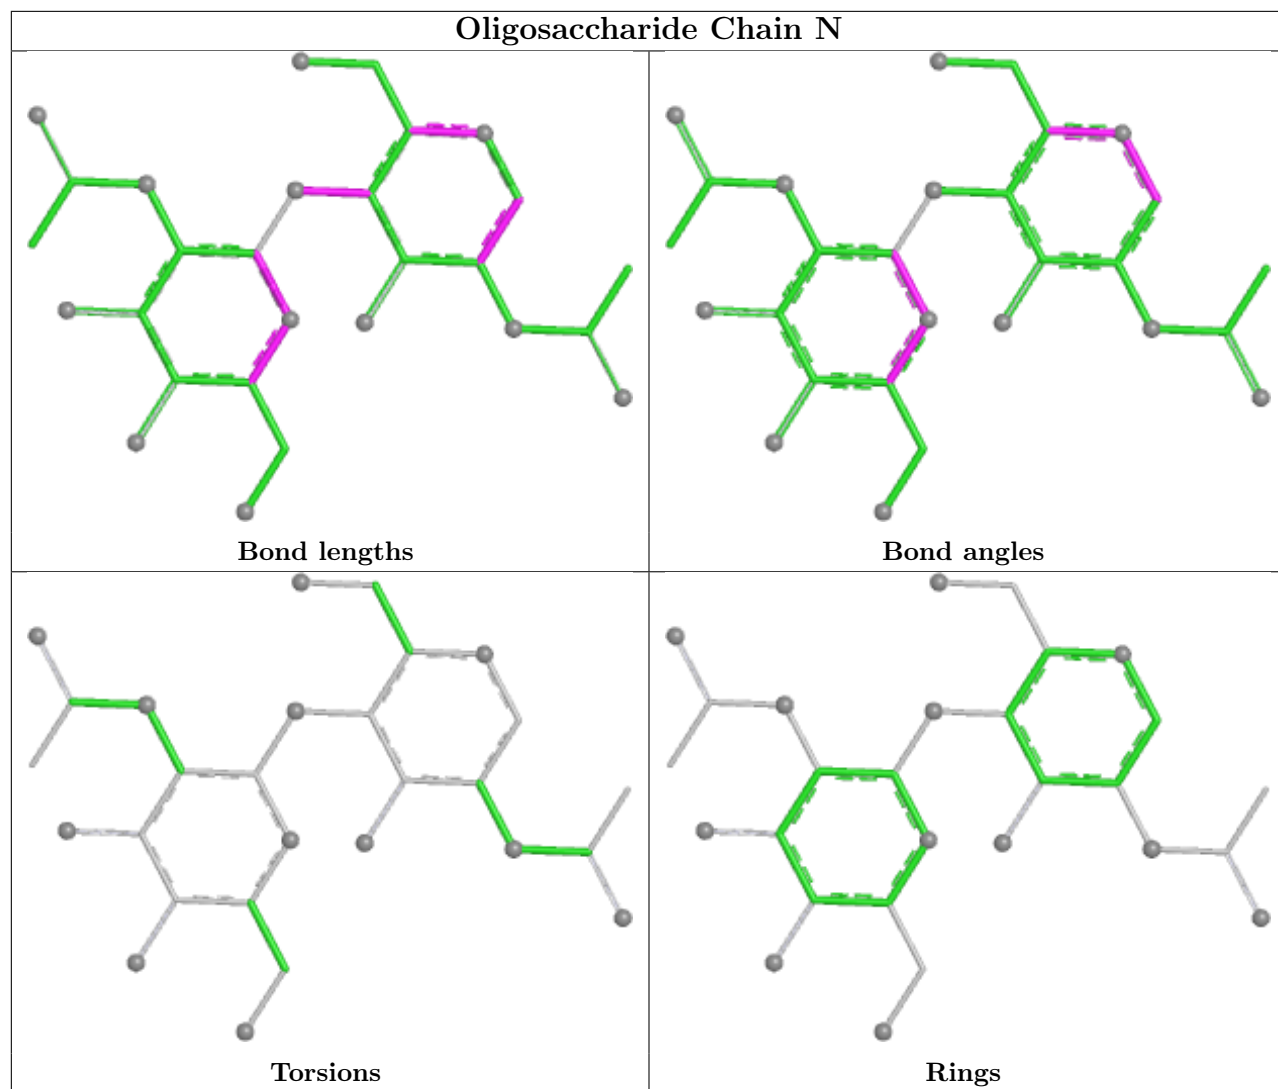 Oligosaccharide Chain N
Bond lengths
Bond angles
Torsions
Rings